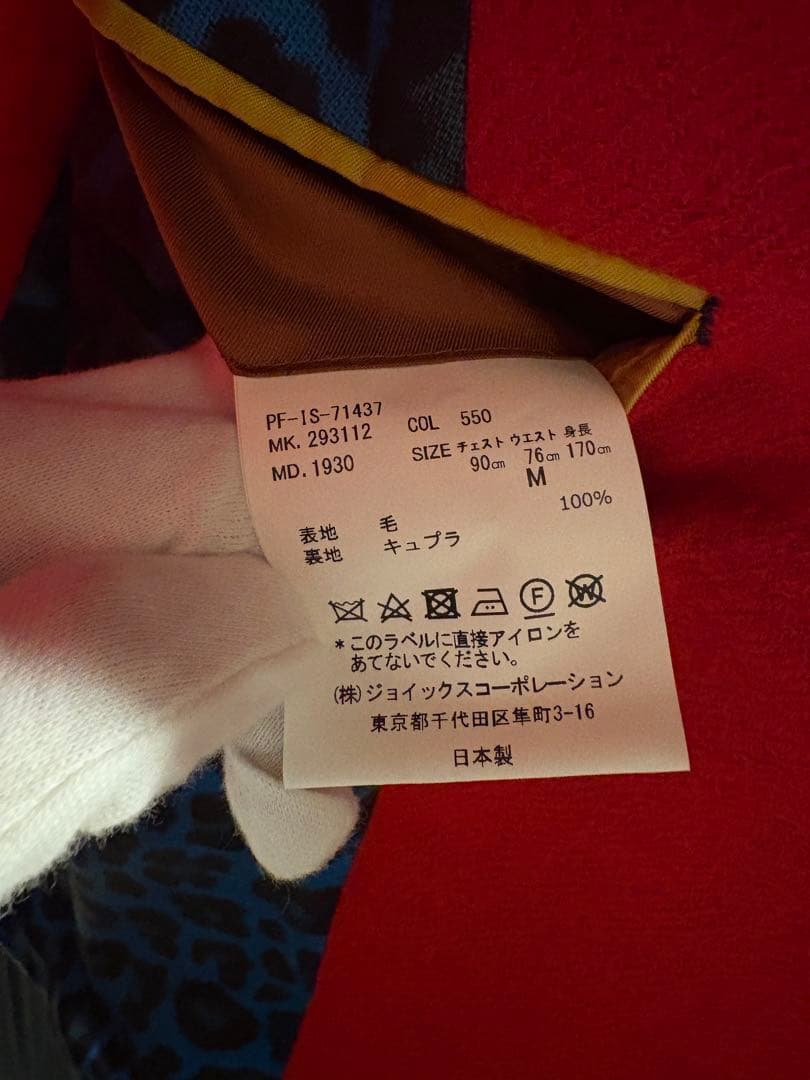 PF-IS-71437
MK. 293112 COL 550
MD. 1930 SIZE チェスト ウエスト 身長
90㎝ 76㎝ 170㎝
M
100%
表地 毛
裏地 キュプラ
F W
*このラベルに直接アイロンを
あてないでください。
(株)ジョイックスコーポレーション
東京都千代田区隼町3-16
日本製